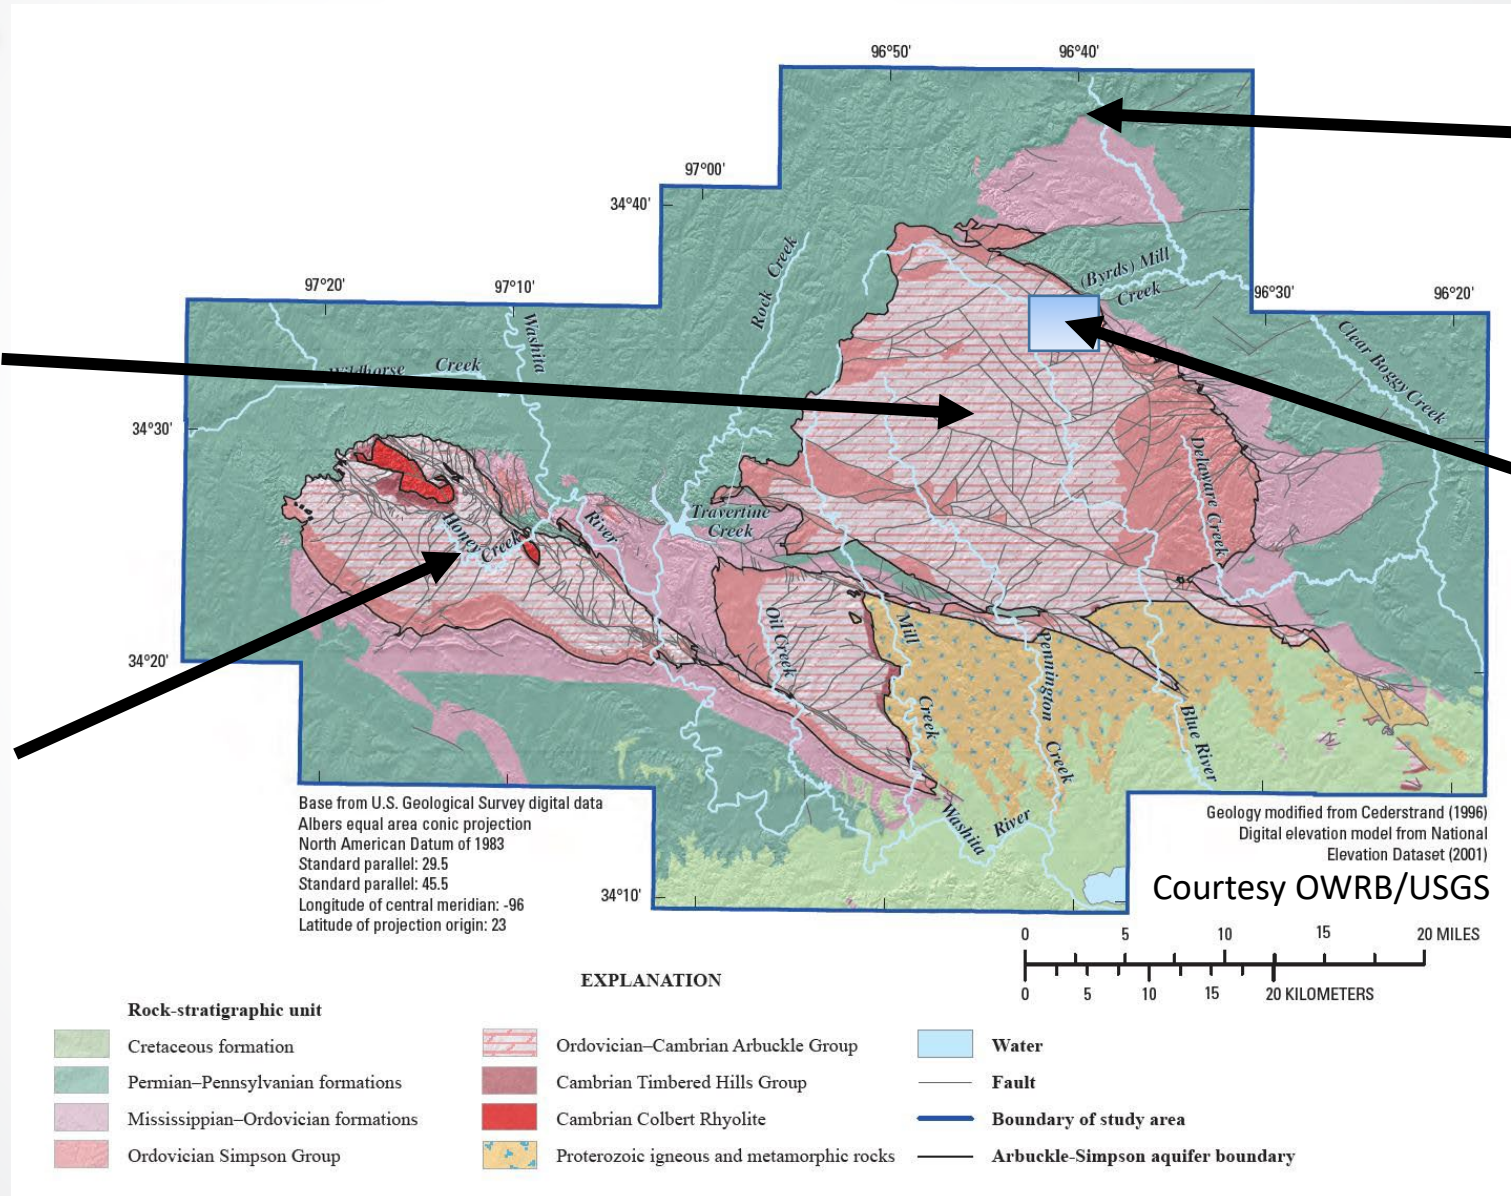 96°50'
96°40'
97°00'
34°40'
97°20'
97°10'
96°30'
96°20'
Rock Creek
(Byrds) Mill
Creek
Washita
Wildhorse Creek
Clear Boggy Creek
34°30'
Delaware Creek
Travertine
Creek
River
Honey
Creek
34°20'
Oil Creek
Mill
Creek
Pennington
Creek
Blue River
Washita River
34°10'
Base from U.S. Geological Survey digital data
Albers equal area conic projection
North American Datum of 1983
Standard parallel: 29.5
Standard parallel: 45.5
Longitude of central meridian: -96
Latitude of projection origin: 23
Geology modified from Cederstrand (1996)
Digital elevation model from National
Elevation Dataset (2001)
Courtesy OWRB/USGS
0 5 10 15 20 MILES
0 5 10 15 20 KILOMETERS
EXPLANATION
Rock-stratigraphic unit
Cretaceous formation
Permian–Pennsylvanian formations
Mississippian–Ordovician formations
Ordovician Simpson Group
Ordovician–Cambrian Arbuckle Group
Cambrian Timbered Hills Group
Cambrian Colbert Rhyolite
Proterozoic igneous and metamorphic rocks
Water
Fault
Boundary of study area
Arbuckle-Simpson aquifer boundary